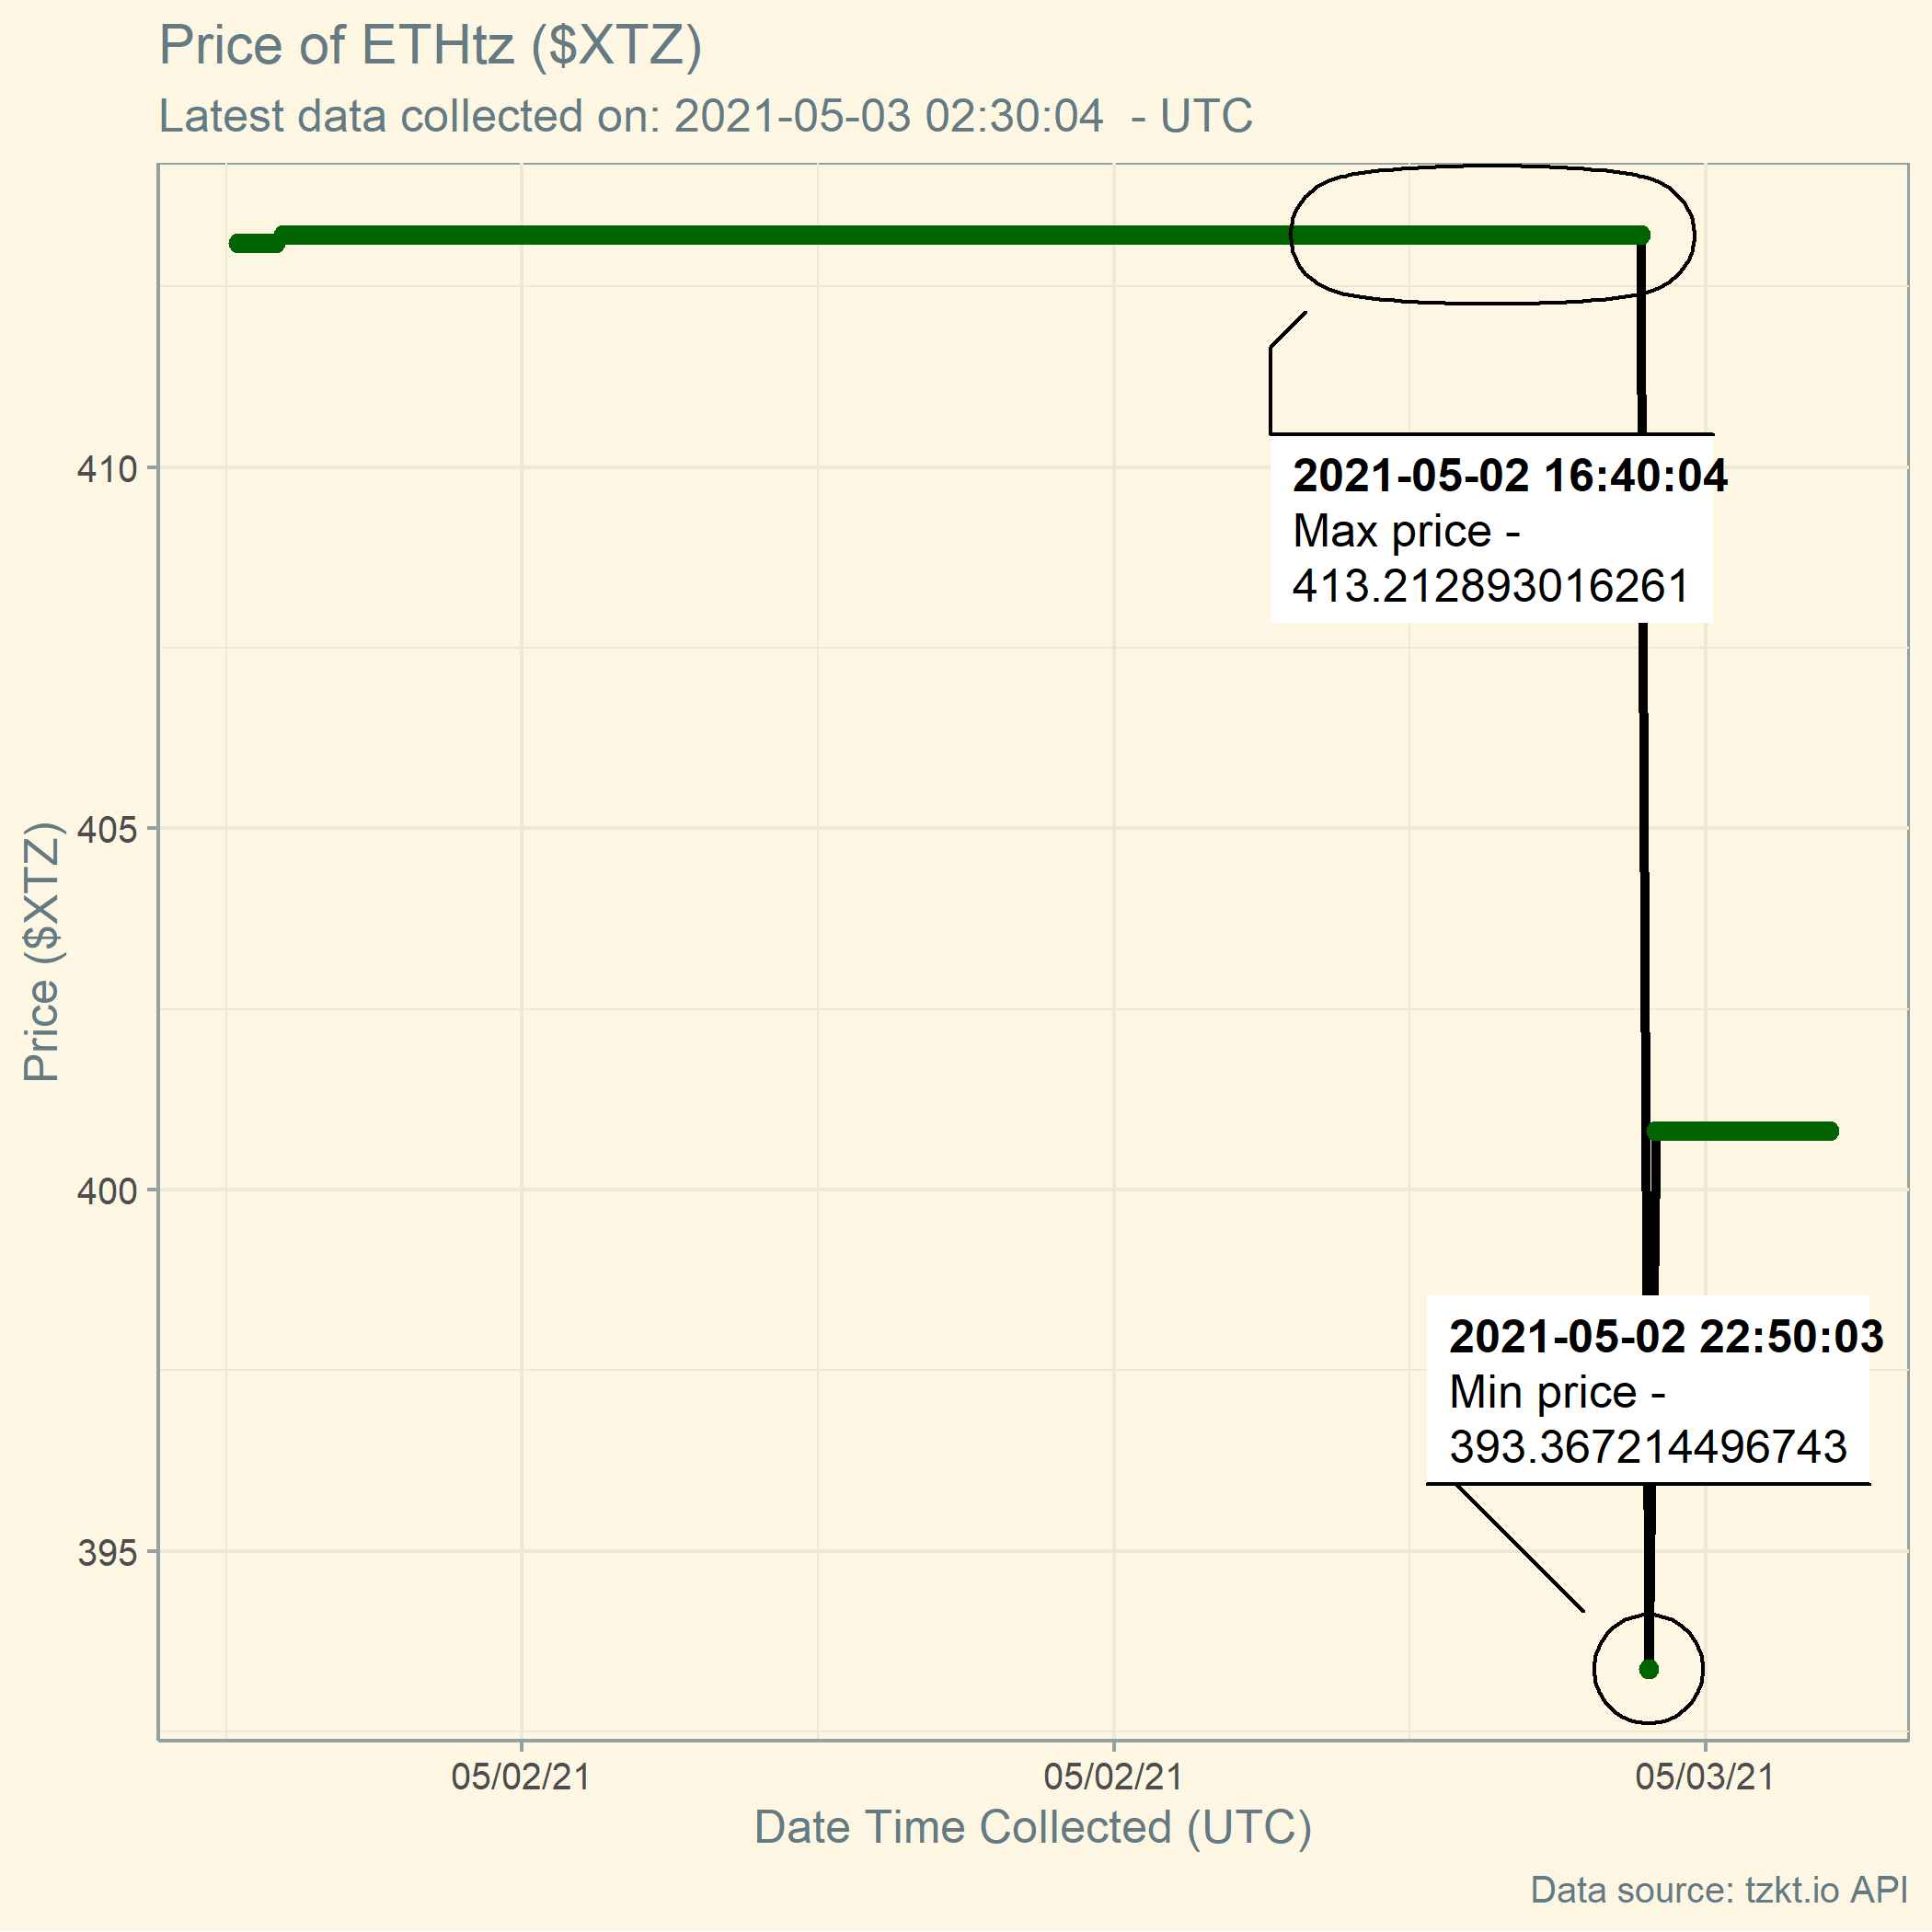 Price of ETHtz ($XTZ)
Latest data collected on: 2021-05-03 02:30:04  - UTC
2021-05-02 16:40:04
Max price -
413.212893016261
2021-05-02 22:50:03
Min price -
393.367214496743
Price ($XTZ)
410
405
400
395
05/02/21 05/02/21 05/03/21
Date Time Collected (UTC)
Data source: tzkt.io API